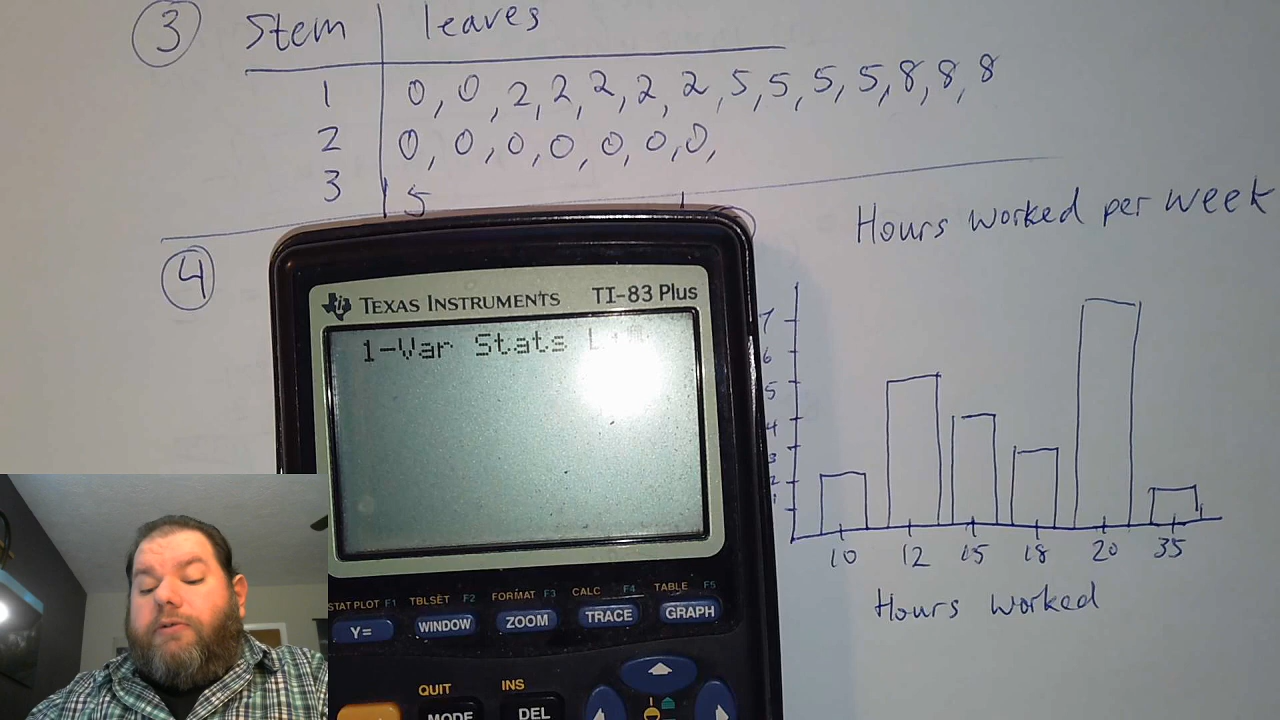 ③ Stem | leaves
1 | 0, 0, 2, 2, 2, 2, 2, 5, 5, 5, 5, 8, 8, 8
2 | 0, 0, 0, 0, 0, 0, 0,
3 | 5
④
Hours worked per week
TEXAS INSTRUMENTS TI-83 Plus
1-Var Stats
7
6
5
4
3
2
1
10 12 15 18 20 35
Hours worked
STAT PLOT F1 TBLSET F2 FORMAT F3 CALC F4 TABLE F5
Y= WINDOW ZOOM TRACE GRAPH
QUIT INS
MODE DEL